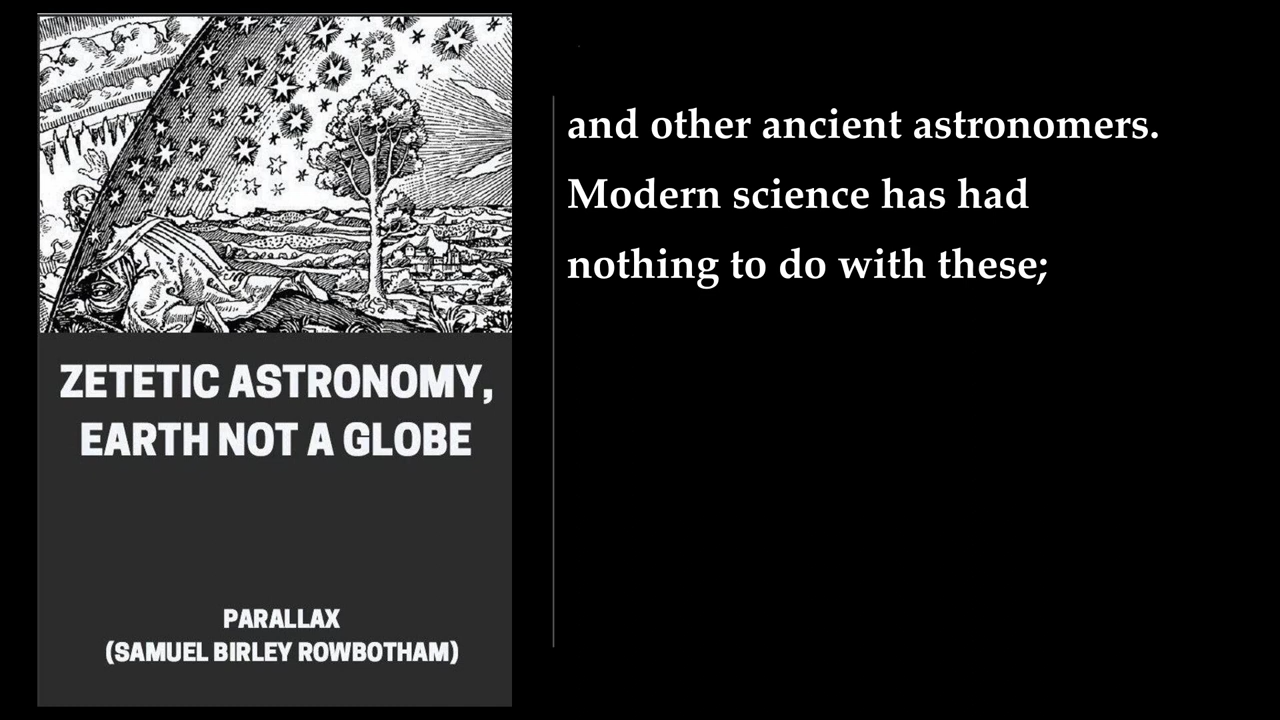 ZETETIC ASTRONOMY,
EARTH NOT A GLOBE
PARALLAX
(SAMUEL BIRLEY ROWBOTHAM)
and other ancient astronomers.
Modern science has had
nothing to do with these;